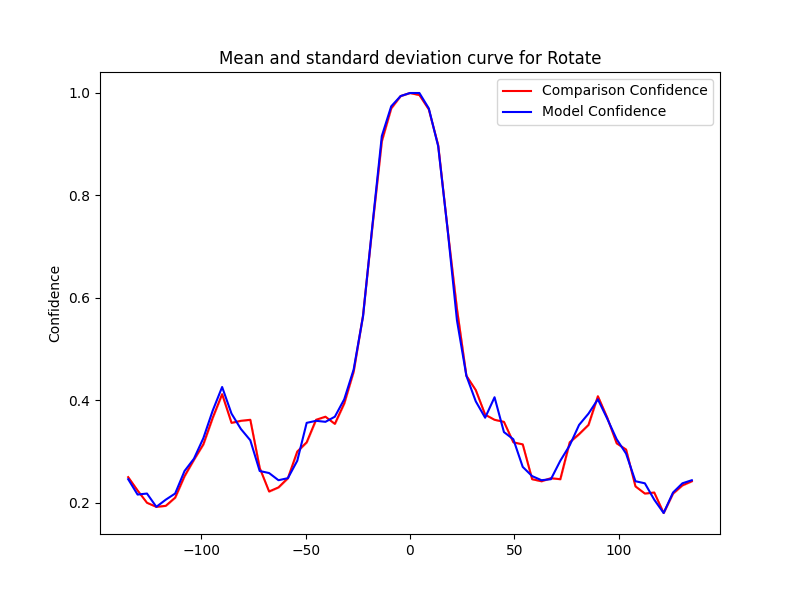 Mean and standard deviation curve for Rotate
Comparison Confidence
Model Confidence
Confidence
1.0
0.8
0.6
0.4
0.2
−100
−50
0
50
100